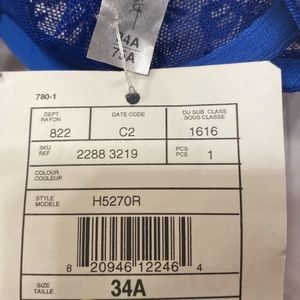 34A
75A
780-1
DEPT
RAYON
DATE CODE
DU SUB CLASS
SOUS CLASSE
822
C2
1616
SKU
REF
2288 3219
PCS
PCE
1
COLOUR
COULEUR
STYLE
MODELE
H5270R
8 20946 12246 4
SIZE
TAILLE
34A